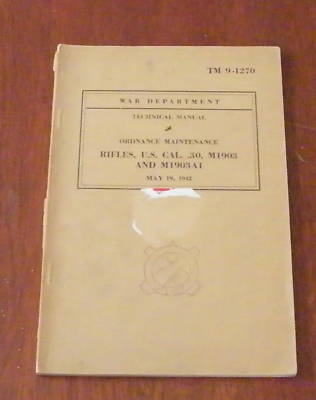 TM 9-1270
WAR DEPARTMENT
TECHNICAL MANUAL
ORDNANCE MAINTENANCE
RIFLES, U.S. CAL. .30, M1903
AND M1903A1
MAY 19, 1942